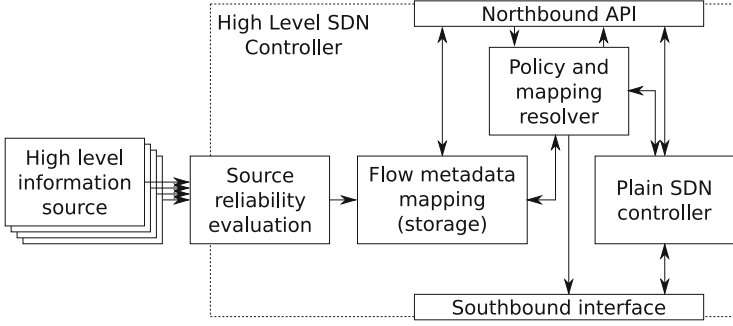 Northbound API
High Level SDN
Controller
Policy and
mapping
resolver
High level
information
source
Source
reliability
evaluation
Flow metadata
mapping
(storage)
Plain SDN
controller
Southbound interface